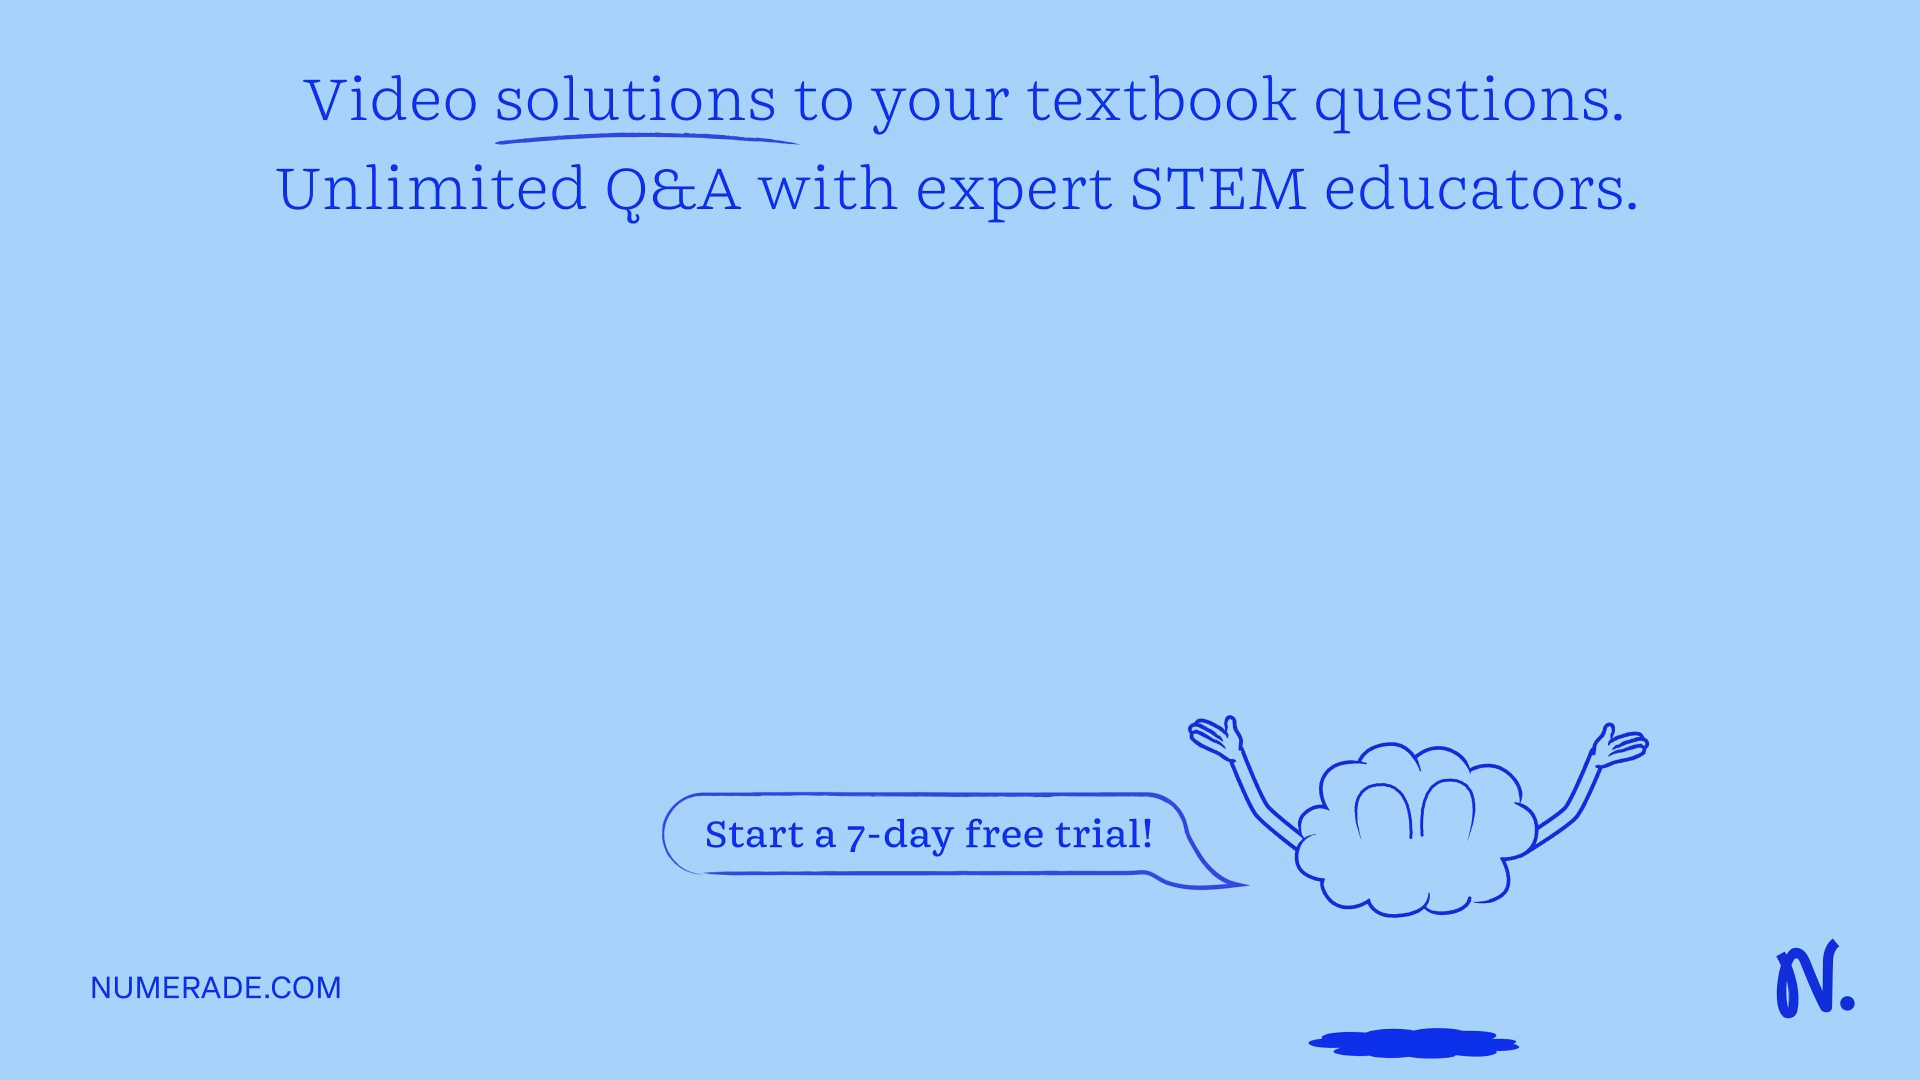 Video solutions to your textbook questions.
Unlimited Q&A with expert STEM educators.
Start a 7-day free trial!
NUMERADE.COM
N.